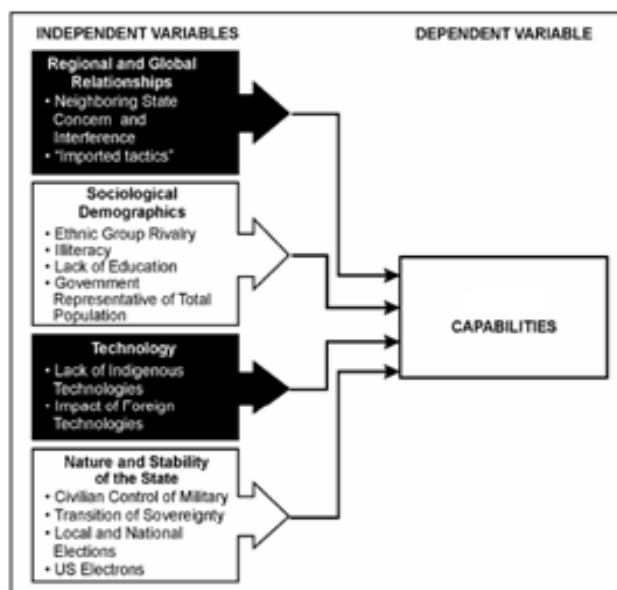 INDEPENDENT VARIABLES
DEPENDENT VARIABLE
Regional and Global
Relationships
• Neighboring State
Concern and
Interference
• "Imported tactics"
Sociological
Demographics
• Ethnic Group Rivalry
• Illiteracy
• Lack of Education
• Government
Representative of Total
Population
Technology
• Lack of Indigenous
Technologies
• Impact of Foreign
Technologies
Nature and Stability
of the State
• Civilian Control of Military
• Transition of Sovereignty
• Local and National
Elections
• US Electrons
CAPABILITIES